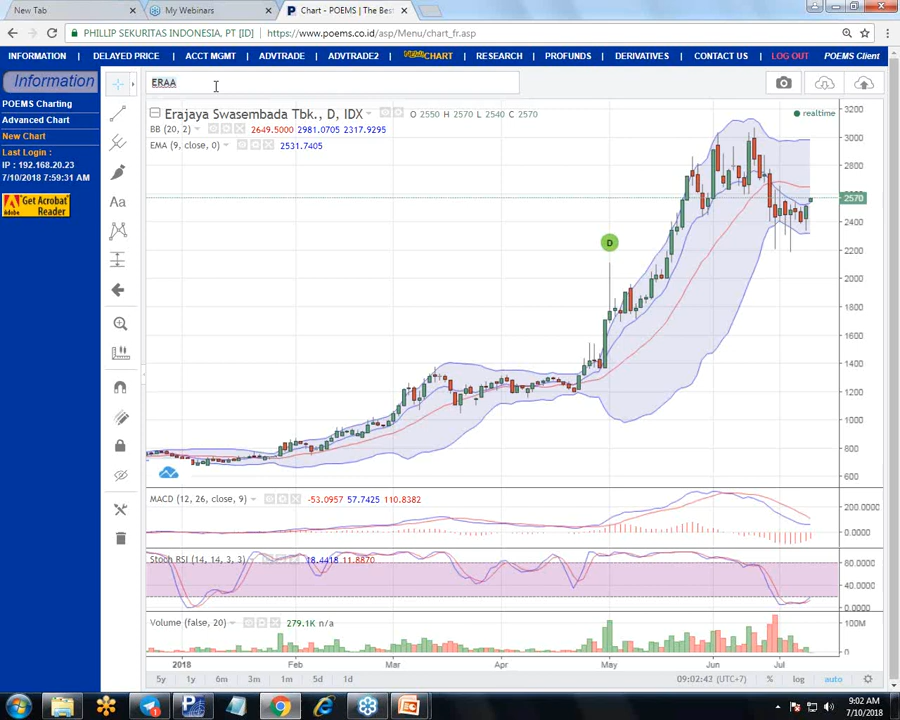 New Tab
My Webinars
Chart - POEMS | The Bes
PHILLIP SEKURITAS INDONESIA, PT [ID]
https://www.poems.co.id/asp/Menu/chart_fr.asp
INFORMATION DELAYED PRICE ACCT MGMT ADVTRADE ADVTRADE2 CHART RESEARCH PROFUNDS DERIVATIVES CONTACT US LOG OUT POEMS Client
Information
ERAA
POEMS Charting
Advanced Chart
New Chart
Last Login :
IP : 192.168.20.23
7/10/2018 7:59:31 AM
Get Acrobat
Reader
Erajaya Swasembada Tbk., D, IDX O 2550 H 2570 L 2540 C 2570
realtime
BB (20, 2) 2649.5000 2981.0705 2317.9295
EMA (9, close, 0) 2531.7405
Aa
D
3200
3000
2800
2570
2400
2200
2000
1800
1600
1400
1200
1000
800
600
MACD (12, 26, close, 9) -53.0957 57.7425 110.8382
200.0000
0.0000
Stoch RSI (14, 14, 3, 3) 18.4418 11.8870
80.0000
40.0000
0.0000
Volume (false, 20) 279.1K n/a
100M
0
2018 Feb Mar Apr May Jun Jul
5y 1y 6m 3m 1m 5d 1d
09:02:43 (UTC+7) % log auto
9:02 AM
7/10/2018